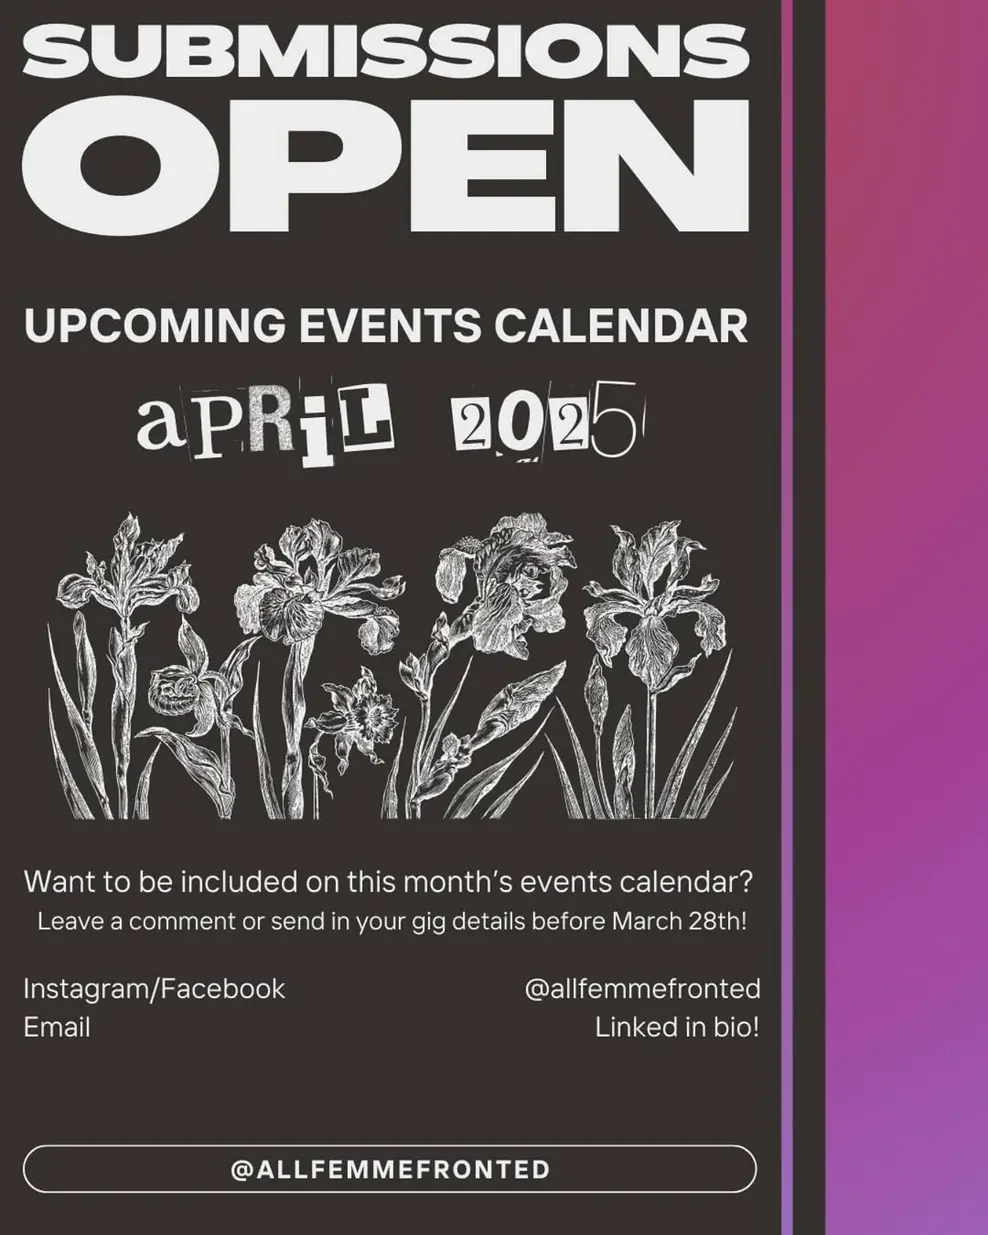 SUBMISSIONS
OPEN
UPCOMING EVENTS CALENDAR
aPRiL 2025
Want to be included on this month's events calendar?
Leave a comment or send in your gig details before March 28th!
Instagram/Facebook @allfemmefronted
Email Linked in bio!
@ALLFEMMEFRONTED